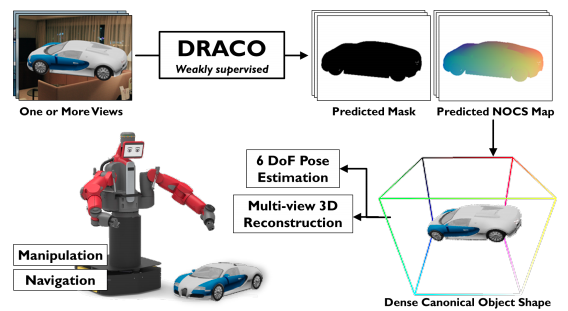 DRACO
Weakly supervised
One or More Views
Predicted Mask
Predicted NOCS Map
6 DoF Pose
Estimation
Multi-view 3D
Reconstruction
Manipulation
Navigation
Dense Canonical Object Shape